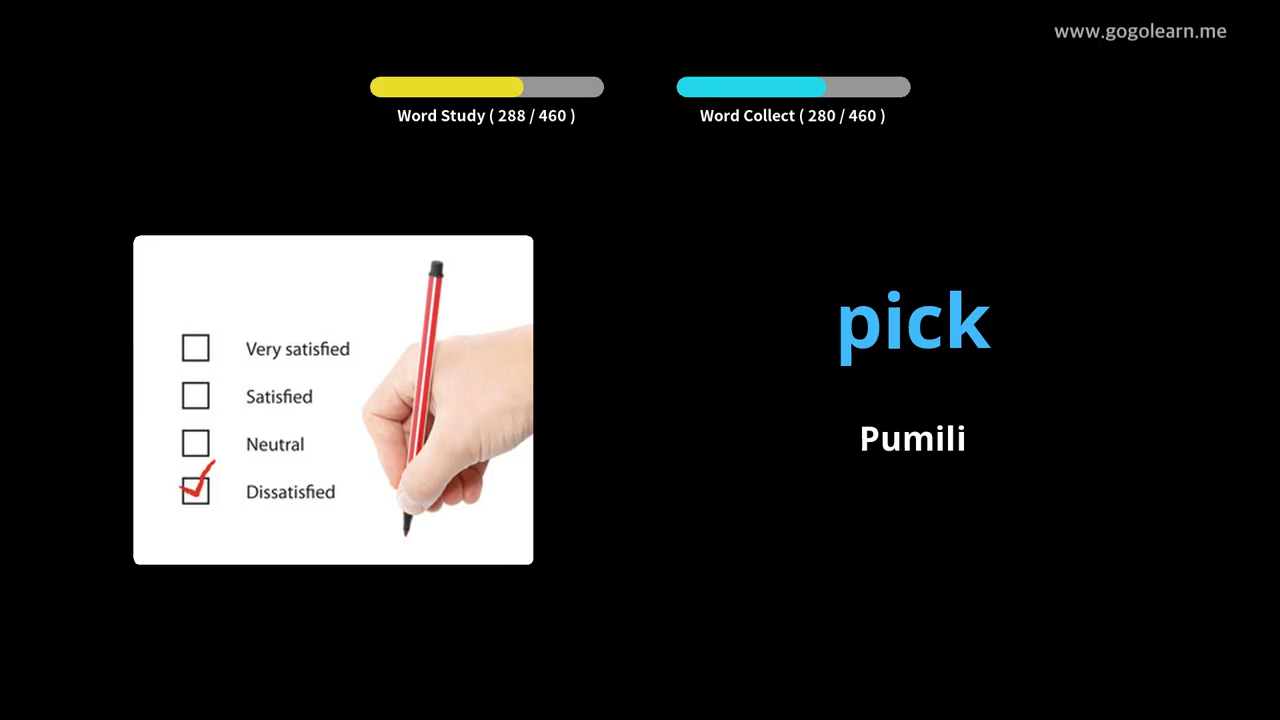 www.gogolearn.me
Word Study ( 288 / 460 )
Word Collect ( 280 / 460 )
Very satisfied
Satisfied
Neutral
Dissatisfied
pick
Pumili